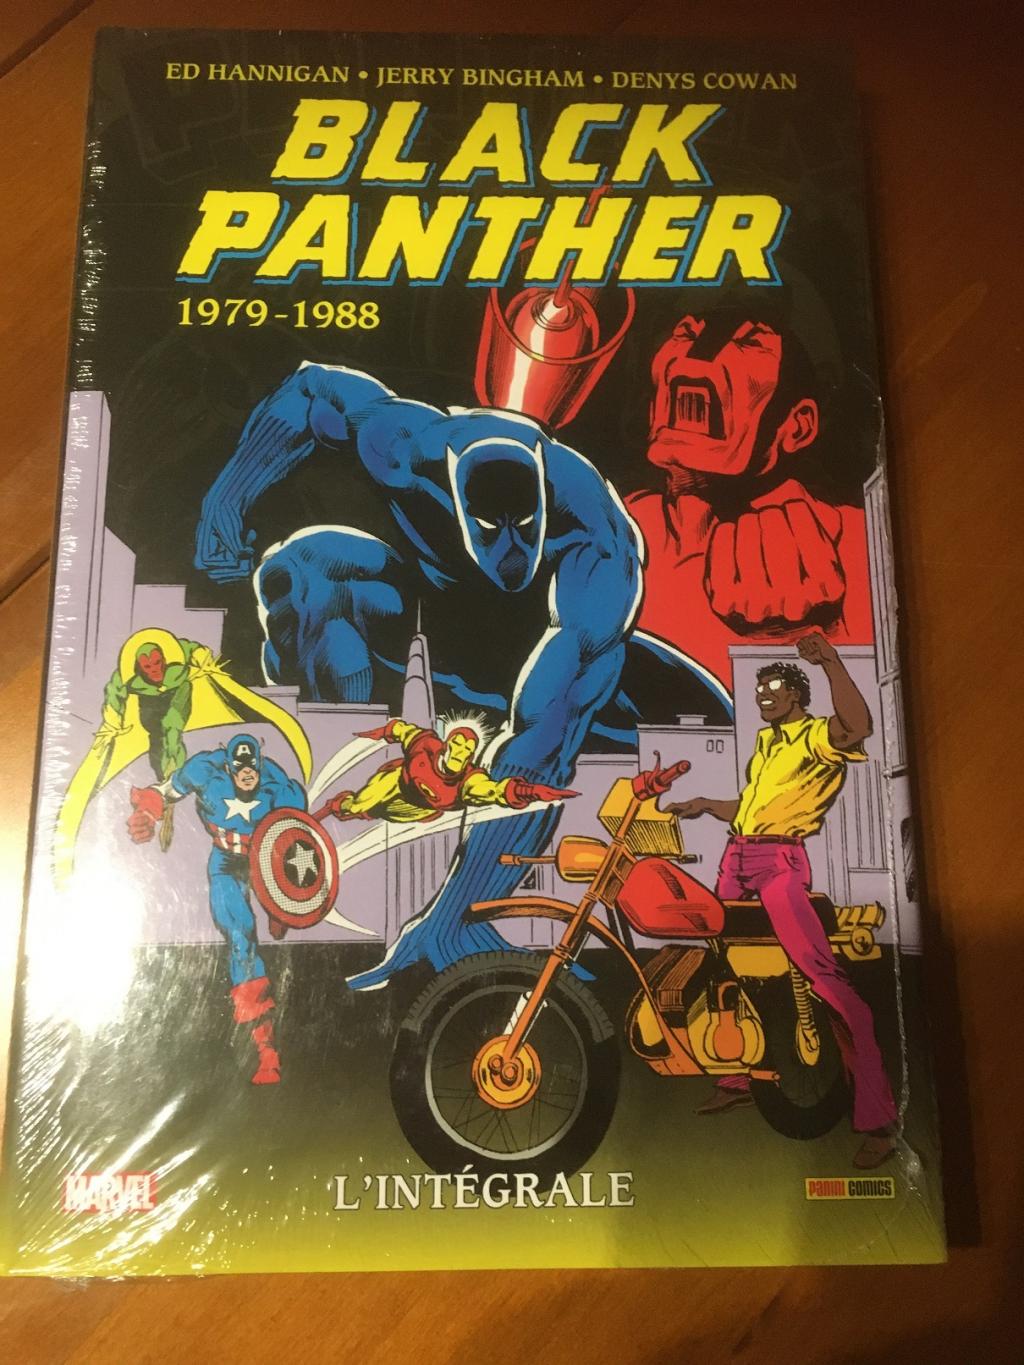 ED HANNIGAN • JERRY BINGHAM • DENYS COWAN
BLACK
PANTHER
1979-1988
A
L'INTÉGRALE
MARVEL
PANINI COMICS